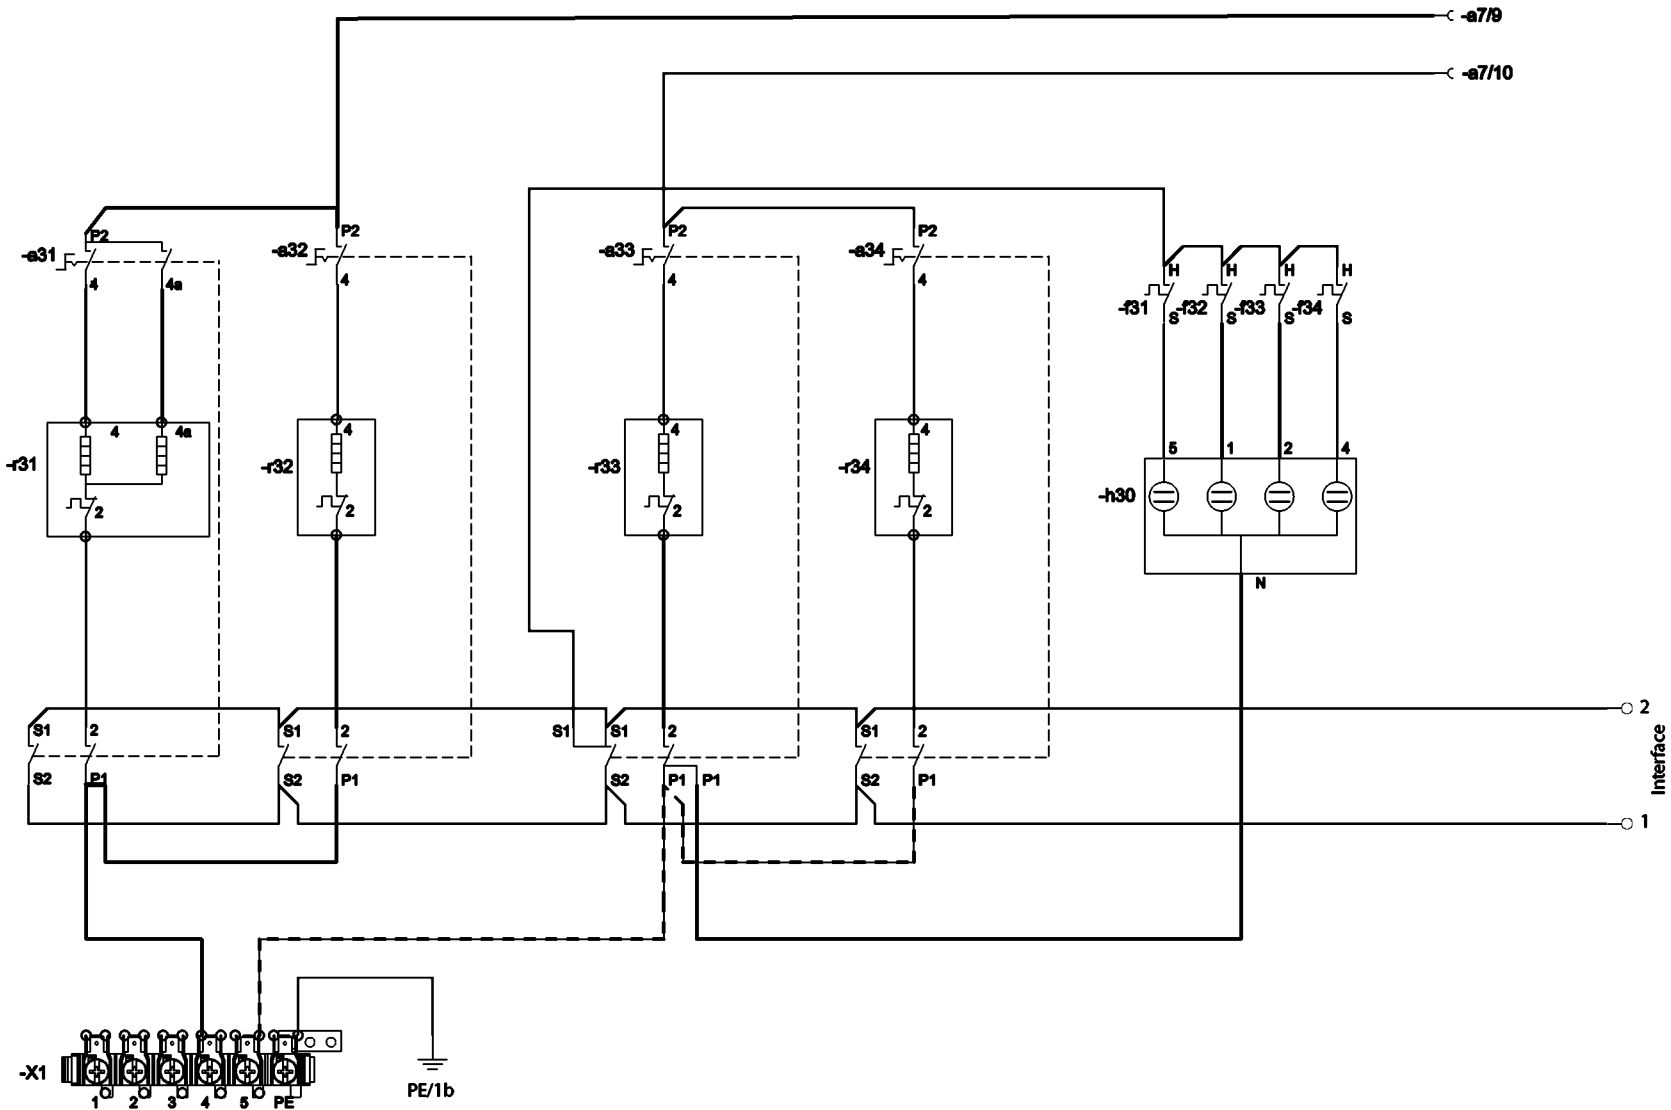 -a7/9
-a7/10
P2 P2 P2 P2
-a31 -a32 -a33 -a34
4 4a 4 4 4
H H H H
-f31 -f32 -f33 -f34
S S S S
4 4a 4 4 4
5 1 2 4
-r31 -r32 -r33 -r34 -h30
2 2 2 2
N
2
S1 2 S1 2 S1 S1 2 S1 2
S2 P1 S2 P1 S2 P1 P1 S2 P1
Interface
1
-X1
1 2 3 4 5 PE
PE/1b